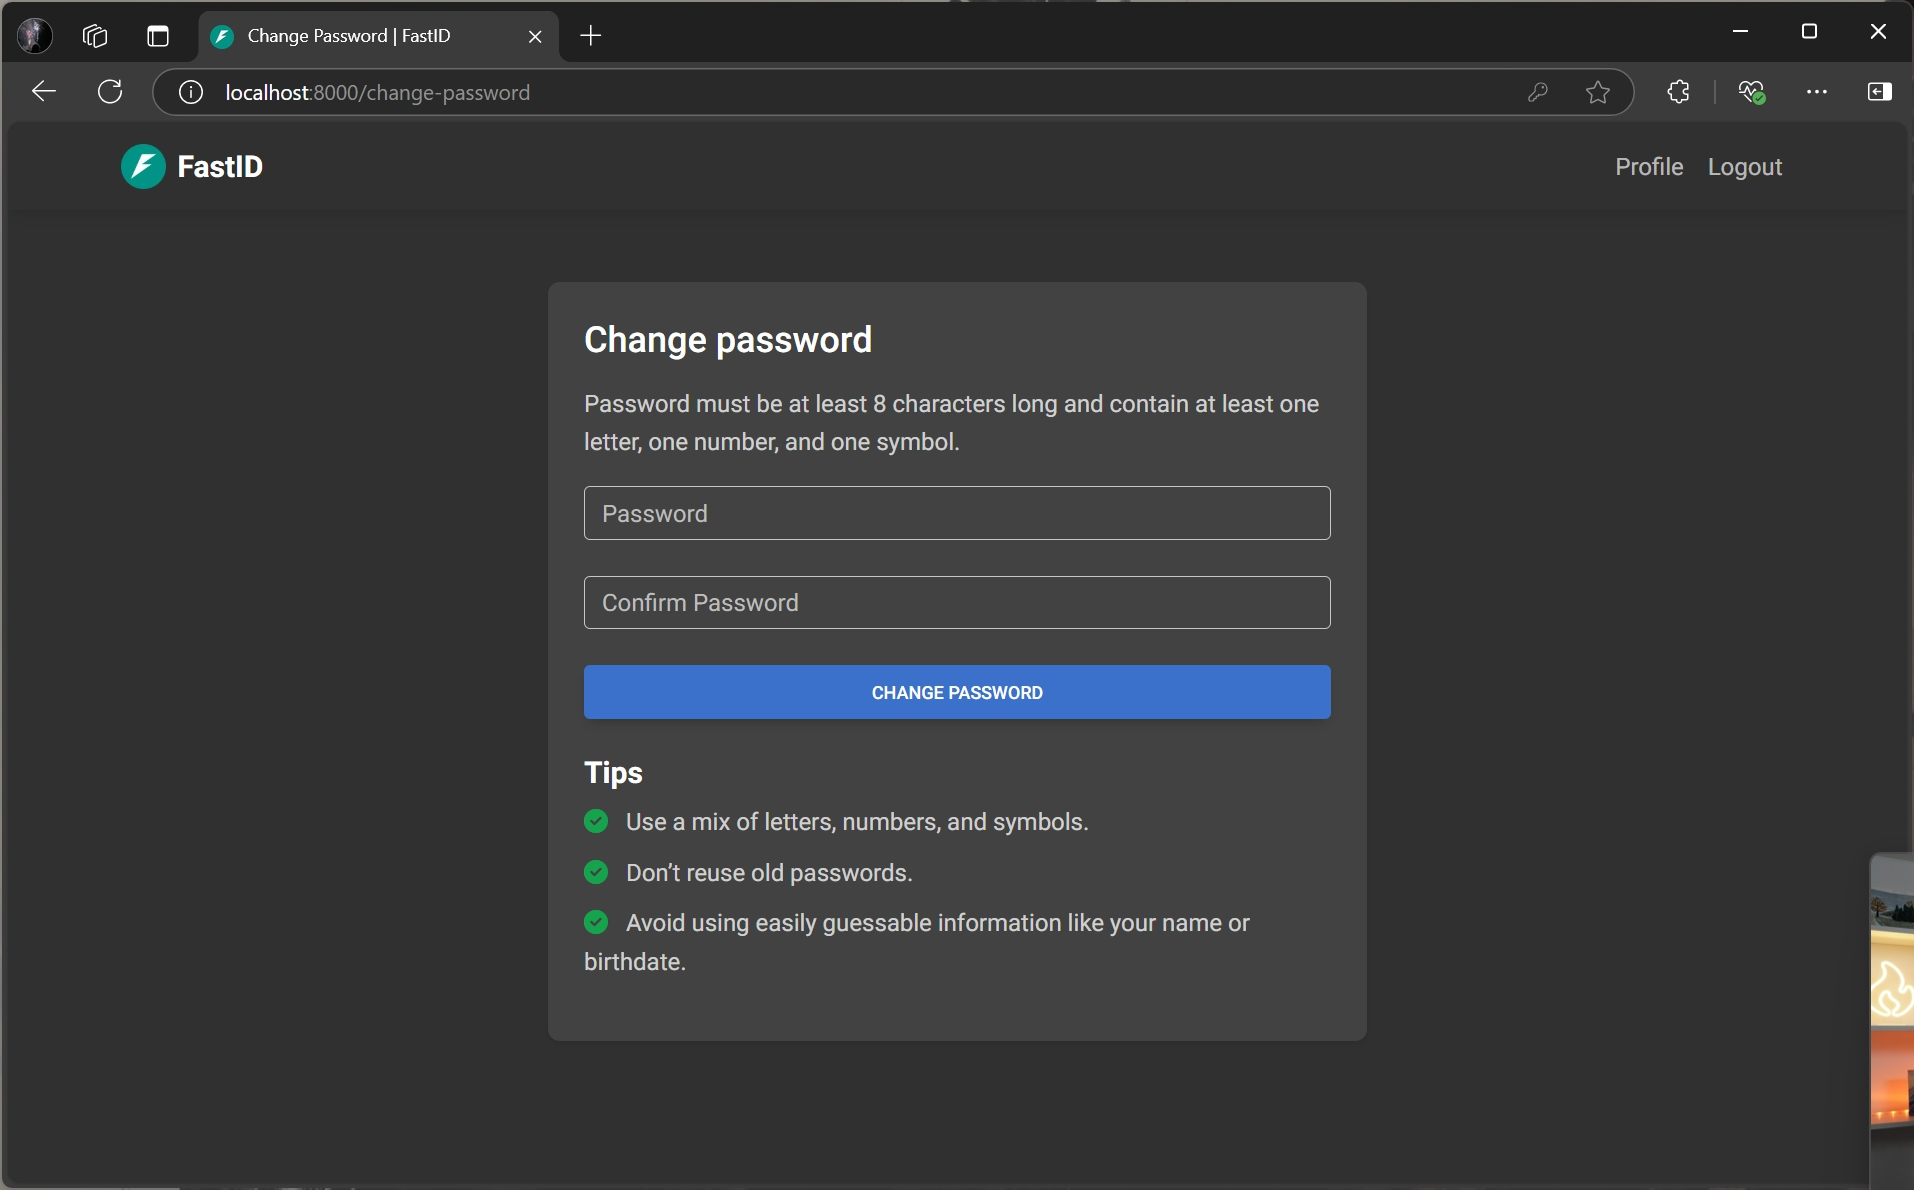 Change Password | FastID
localhost:8000/change-password
FastID
Profile Logout
Change password
Password must be at least 8 characters long and contain at least one
letter, one number, and one symbol.
Password
Confirm Password
CHANGE PASSWORD
Tips
Use a mix of letters, numbers, and symbols.
Don’t reuse old passwords.
Avoid using easily guessable information like your name or
birthdate.